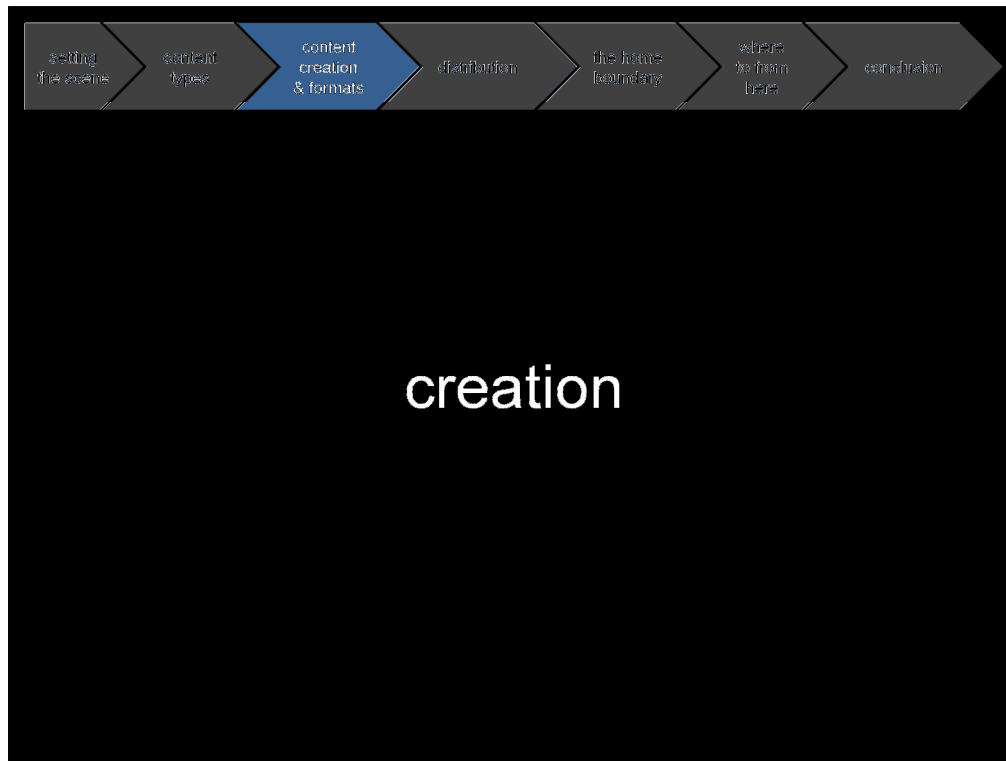 setting
the scene
content
types
content
creation
& formats
distribution
the home
boundary
where
to from
here
conclusion
creation